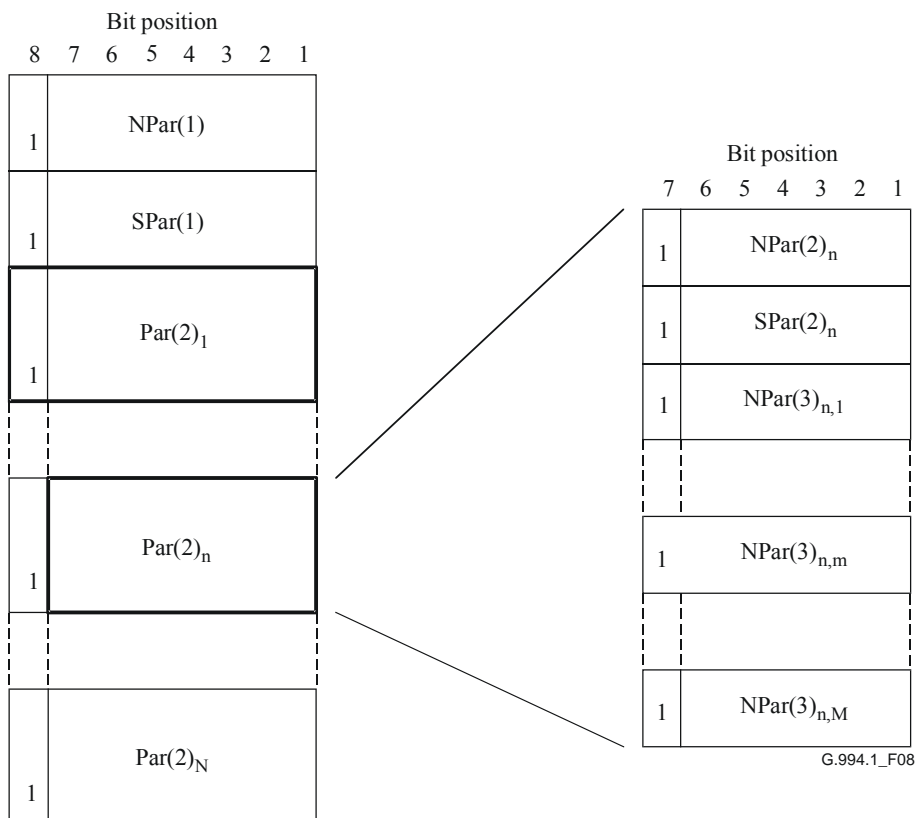 Bit position
8 7 6 5 4 3 2 1
NPar(1)
1
SPar(1)
1
Par(2)1
1
Par(2)n
1
Par(2)N
1
Bit position
7 6 5 4 3 2 1
NPar(2)n
1
SPar(2)n
1
NPar(3)n,1
1
NPar(3)n,m
1
NPar(3)n,M
1
G.994.1_F08